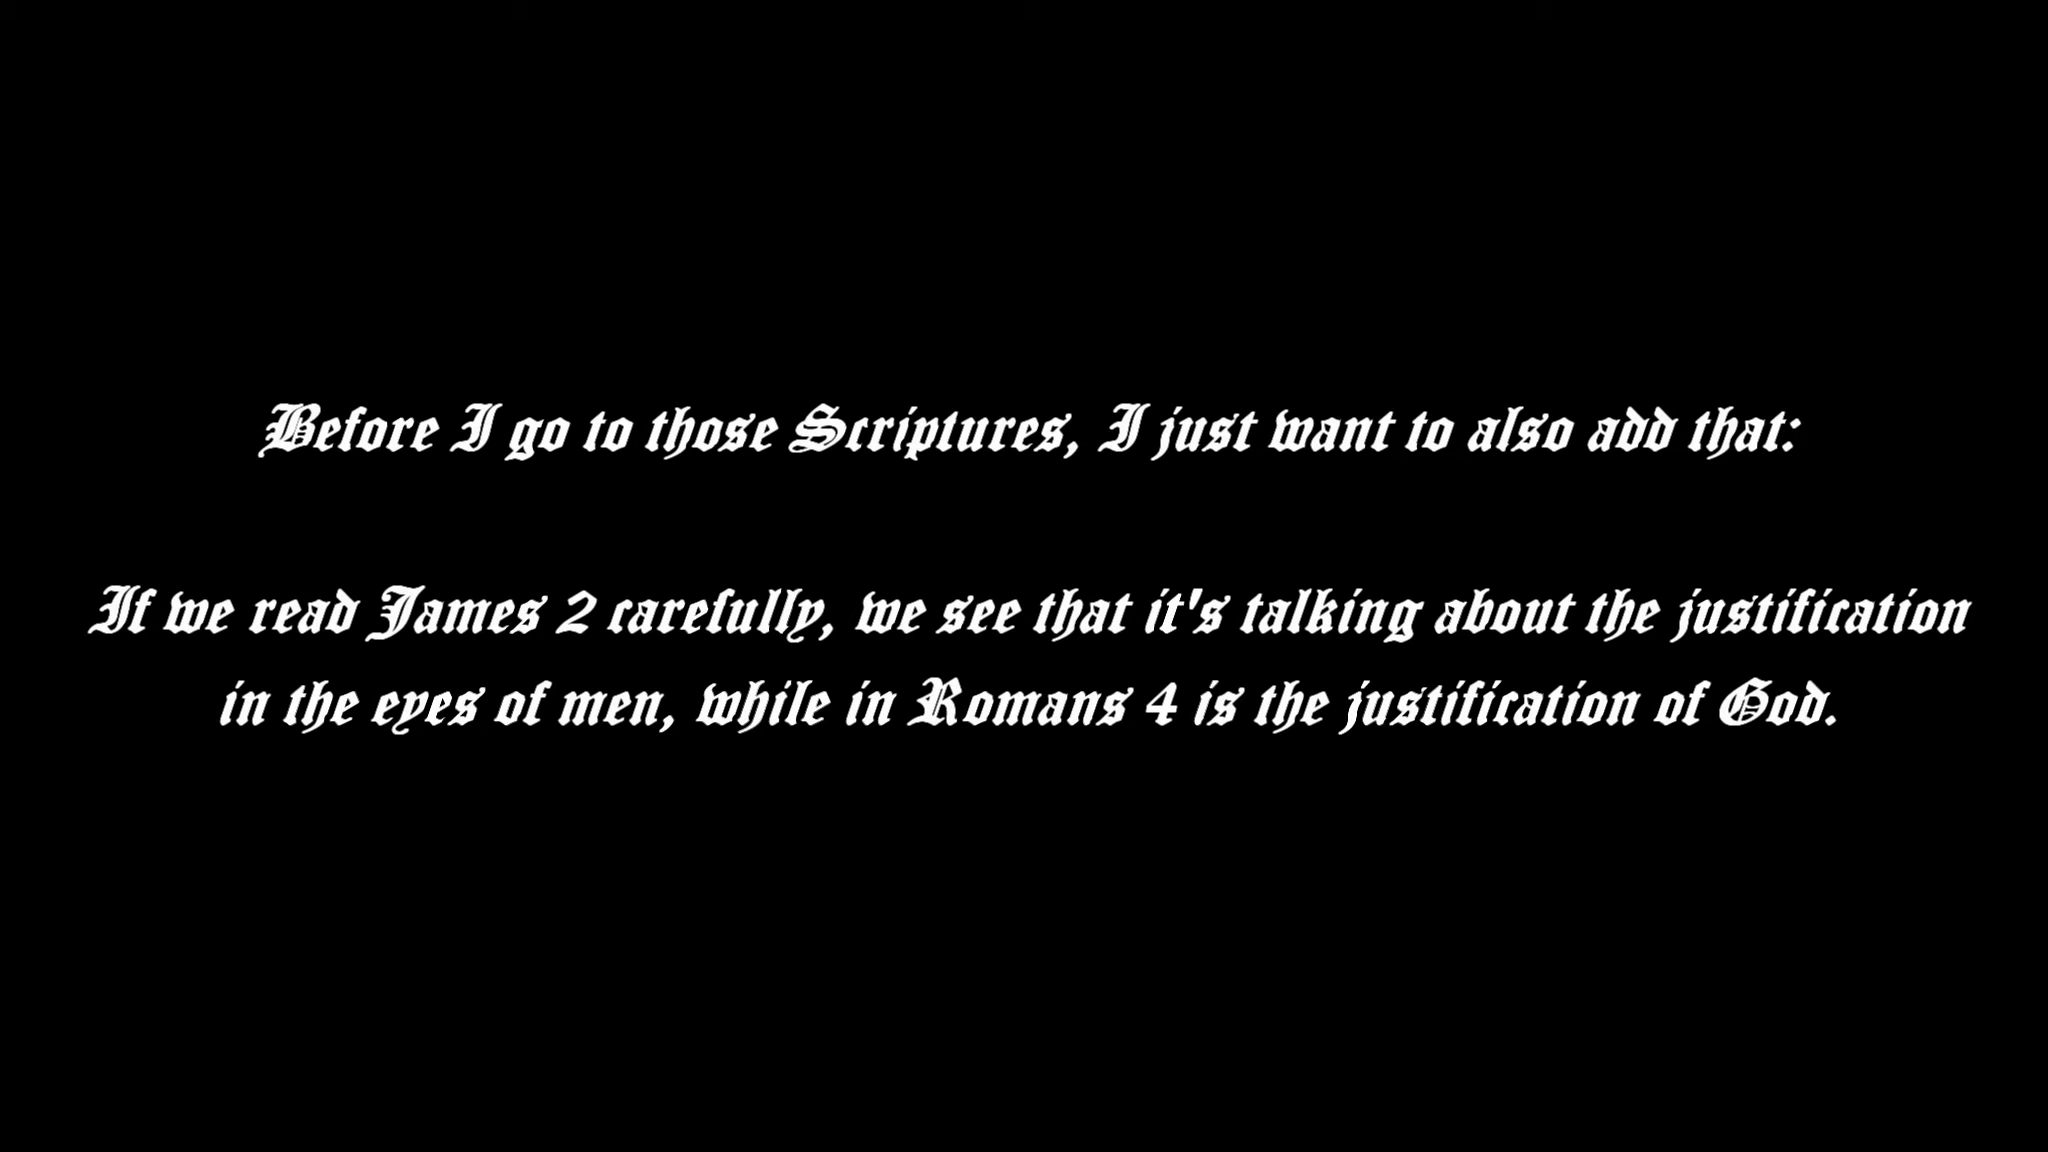 Before I go to those Scriptures, I just want to also add that:
If we read James 2 carefully, we see that it's talking about the justification
in the eyes of men, while in Romans 4 is the justification of God.